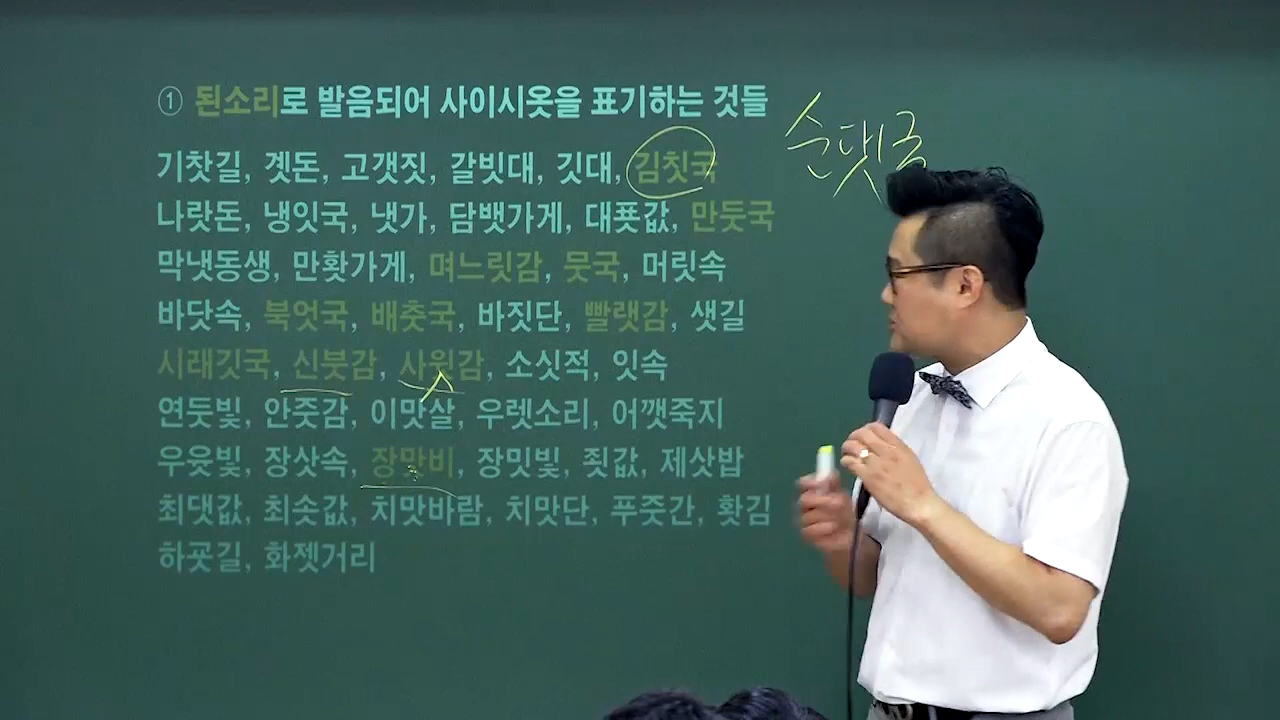 ① 된소리로 발음되어 사이시옷을 표기하는 것들
순댓국
기찻길, 곗돈, 고갯짓, 갈빗대, 깃대, 김칫국
나랏돈, 냉잇국, 냇가, 담뱃가게, 대푯값, 만둣국
막냇동생, 만홧가게, 며느릿감, 뭇국, 머릿속
바닷속, 북엇국, 배춧국, 바짓단, 빨랫감, 샛길
시래깃국, 신붓감, 사윗감, 소싯적, 잇속
연둣빛, 안줏감, 이맛살, 우렛소리, 어깻죽지
우윳빛, 장삿속, 장맛비, 장밋빛, 죗값, 제삿밥
최댓값, 최솟값, 치맛바람, 치맛단, 푸줏간, 홧김
하굣길, 화젯거리